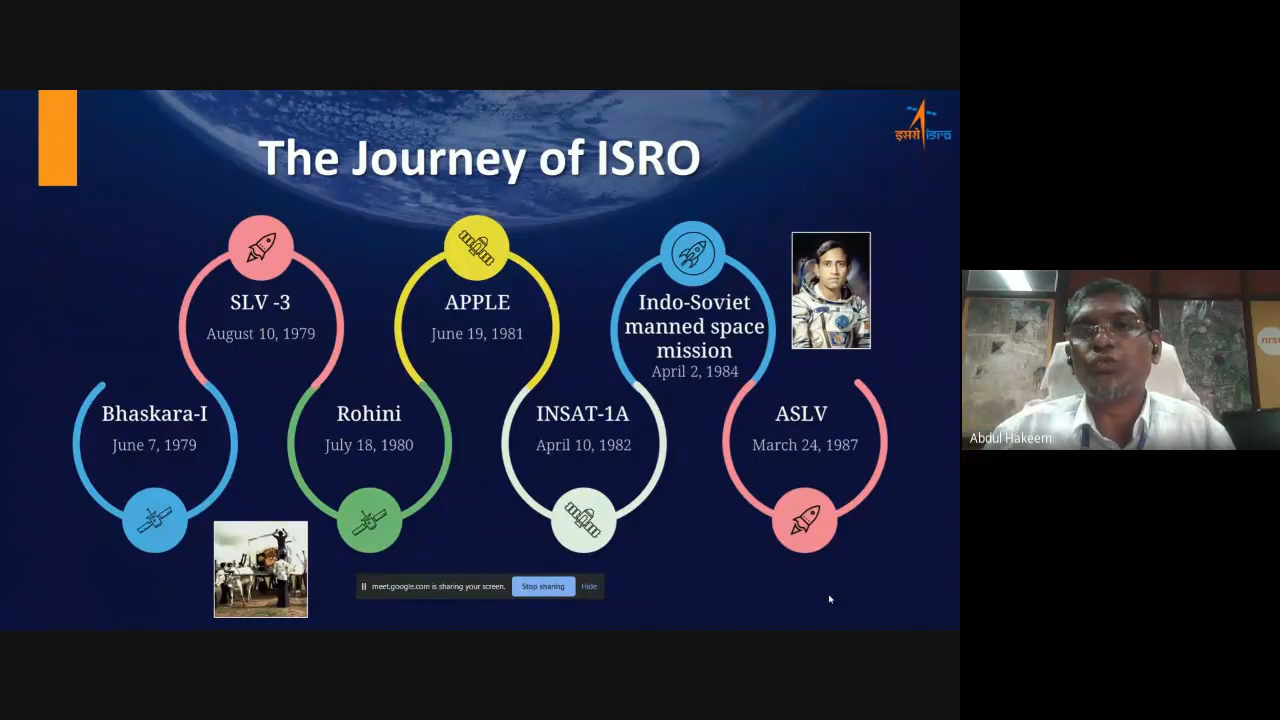 The Journey of ISRO
इसरो isro
SLV -3
August 10, 1979
APPLE
June 19, 1981
Indo-Soviet
manned space
mission
April 2, 1984
Bhaskara-I
June 7, 1979
Rohini
July 18, 1980
INSAT-1A
April 10, 1982
ASLV
March 24, 1987
meet.google.com is sharing your screen. Stop sharing Hide
nrsc
Abdul Hakeem